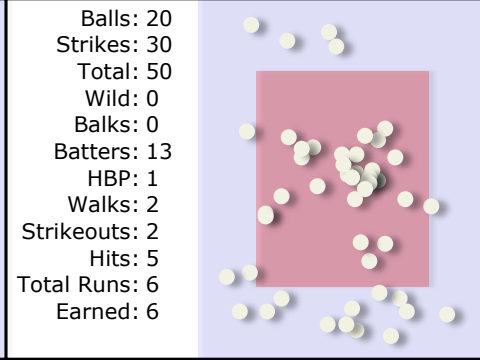 Balls: 20
Strikes: 30
Total: 50
Wild: 0
Balks: 0
Batters: 13
HBP: 1
Walks: 2
Strikeouts: 2
Hits: 5
Total Runs: 6
Earned: 6